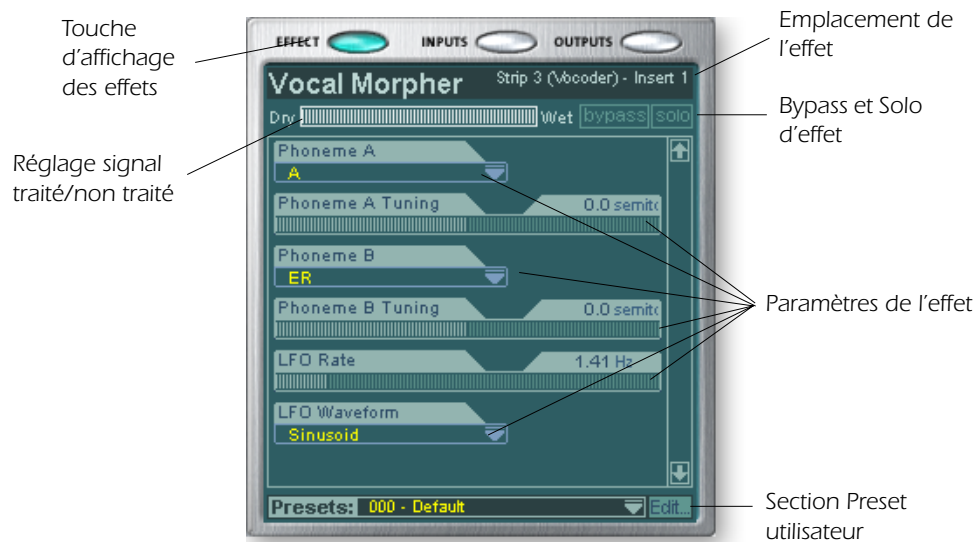 Touche
d'affichage
des effets
Réglage signal
traité/non traité
EFFECT INPUTS OUTPUTS
Vocal Morpher Strip 3 (Vocoder) - Insert 1
Dry Wet bypass solo
Phoneme A
A
Phoneme A Tuning 0.0 semito
Phoneme B
ER
Phoneme B Tuning 0.0 semito
LFO Rate 1.41 Hz
LFO Waveform
Sinusoid
Presets: 000 - Default Edit...
Emplacement de
l'effet
Bypass et Solo
d'effet
Paramètres de l'effet
Section Preset
utilisateur